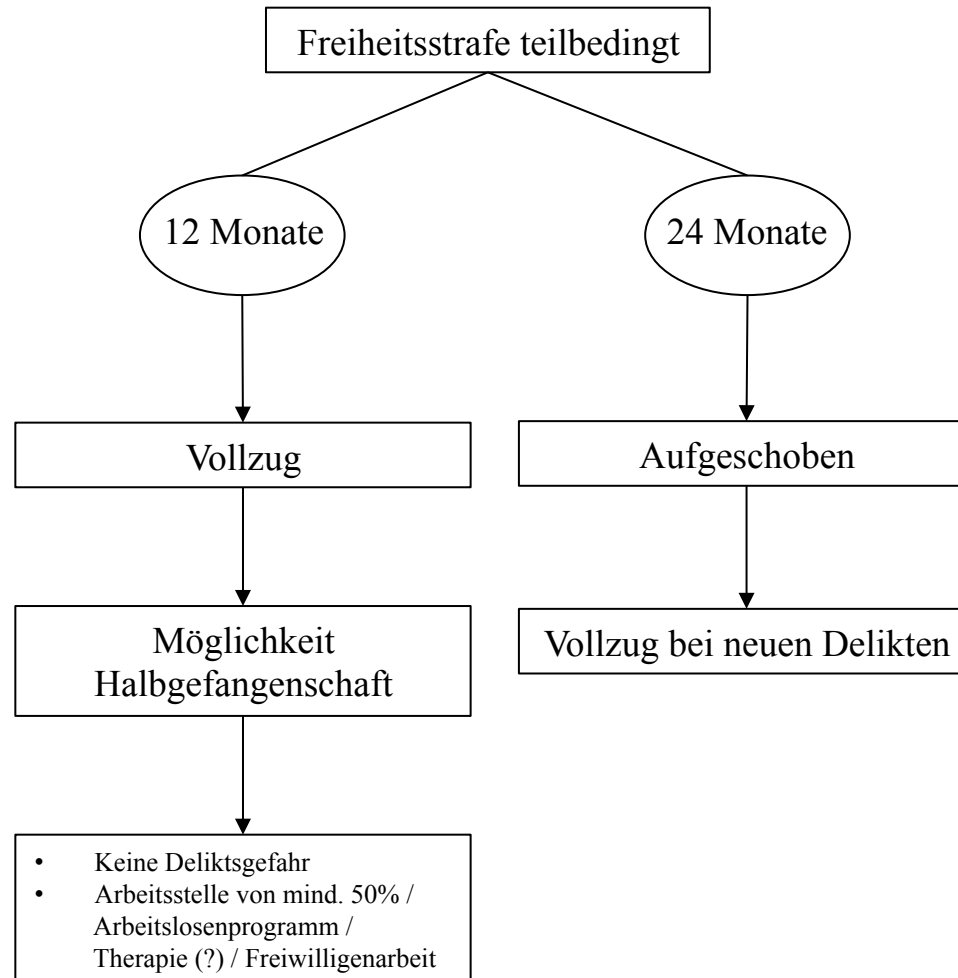 Freiheitsstrafe teilbedingt
12 Monate
24 Monate
Vollzug
Aufgeschoben
Möglichkeit
Halbgefangenschaft
Vollzug bei neuen Delikten
• Keine Deliktsgefahr
• Arbeitsstelle von mind. 50% /
Arbeitslosenprogramm /
Therapie (?) / Freiwilligenarbeit